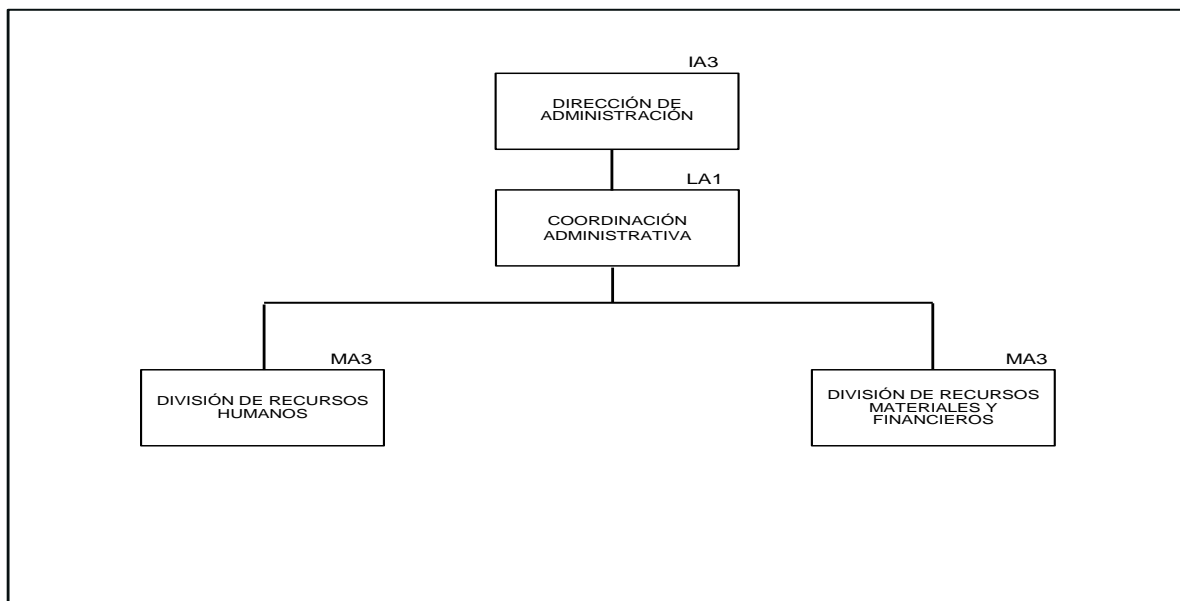 IA3
DIRECCIÓN DE
ADMINISTRACIÓN
LA1
COORDINACIÓN
ADMINISTRATIVA
MA3
DIVISIÓN DE RECURSOS
HUMANOS
MA3
DIVISIÓN DE RECURSOS
MATERIALES Y
FINANCIEROS